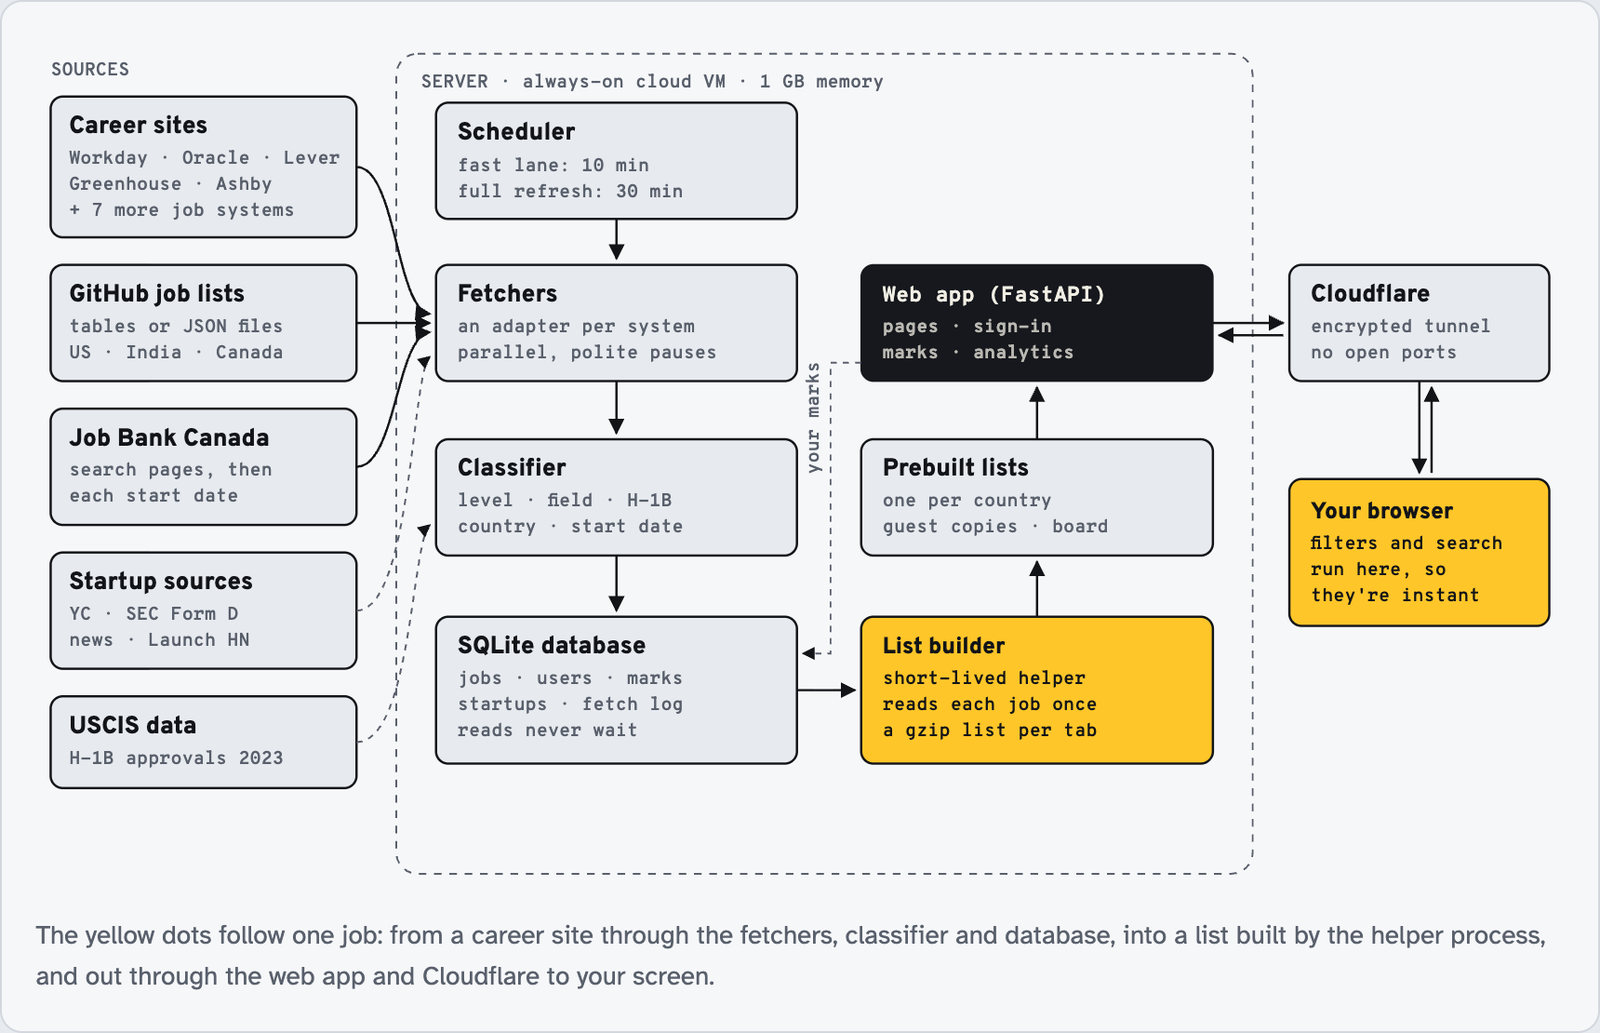 SOURCES
Career sites
Workday · Oracle · Lever
Greenhouse · Ashby
+ 7 more job systems
GitHub job lists
tables or JSON files
US · India · Canada
Job Bank Canada
search pages, then
each start date
Startup sources
YC · SEC Form D
news · Launch HN
USCIS data
H-1B approvals 2023
SERVER · always-on cloud VM · 1 GB memory
Scheduler
fast lane: 10 min
full refresh: 30 min
Fetchers
an adapter per system
parallel, polite pauses
Classifier
level · field · H-1B
country · start date
SQLite database
jobs · users · marks
startups · fetch log
reads never wait
your marks
Web app (FastAPI)
pages · sign-in
marks · analytics
Prebuilt lists
one per country
guest copies · board
List builder
short-lived helper
reads each job once
a gzip list per tab
Cloudflare
encrypted tunnel
no open ports
Your browser
filters and search
run here, so
they're instant
The yellow dots follow one job: from a career site through the fetchers, classifier and database, into a list built by the helper process,
and out through the web app and Cloudflare to your screen.